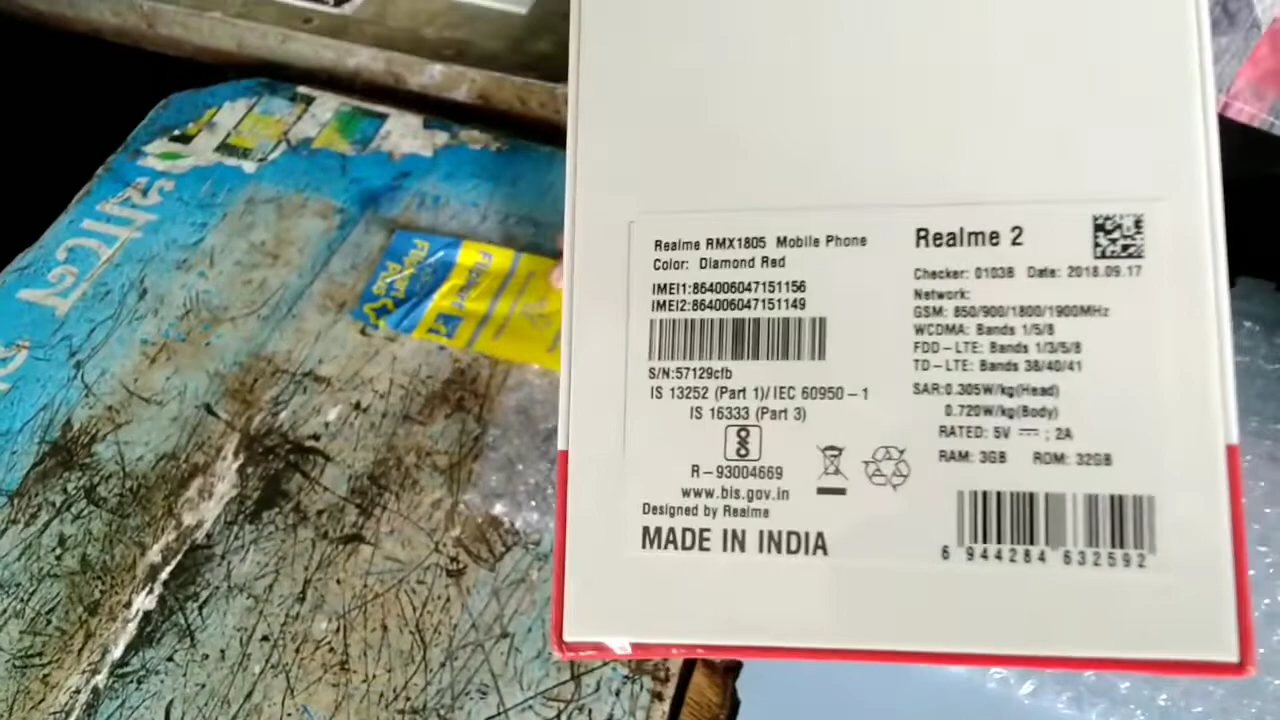 Realme RMX1805 Mobile Phone
Color: Diamond Red
IMEI1:864006047151156
IMEI2:864006047151149
S/N:57129cfb
IS 13252 (Part 1)/IEC 60950-1
IS 16333 (Part 3)
R-93004669
www.bis.gov.in
Designed by Realme
MADE IN INDIA
Realme 2
Checker: 0103B Date: 2018.09.17
Network:
GSM: 850/900/1800/1900MHz
WCDMA: Bands 1/5/8
FDD-LTE: Bands 1/3/5/8
TD-LTE: Bands 38/40/41
SAR:0.305W/kg(Head)
0.720W/kg(Body)
RATED: 5V ⎓ ; 2A
RAM: 3GB ROM: 32GB
6 944284 632592
Flipkart